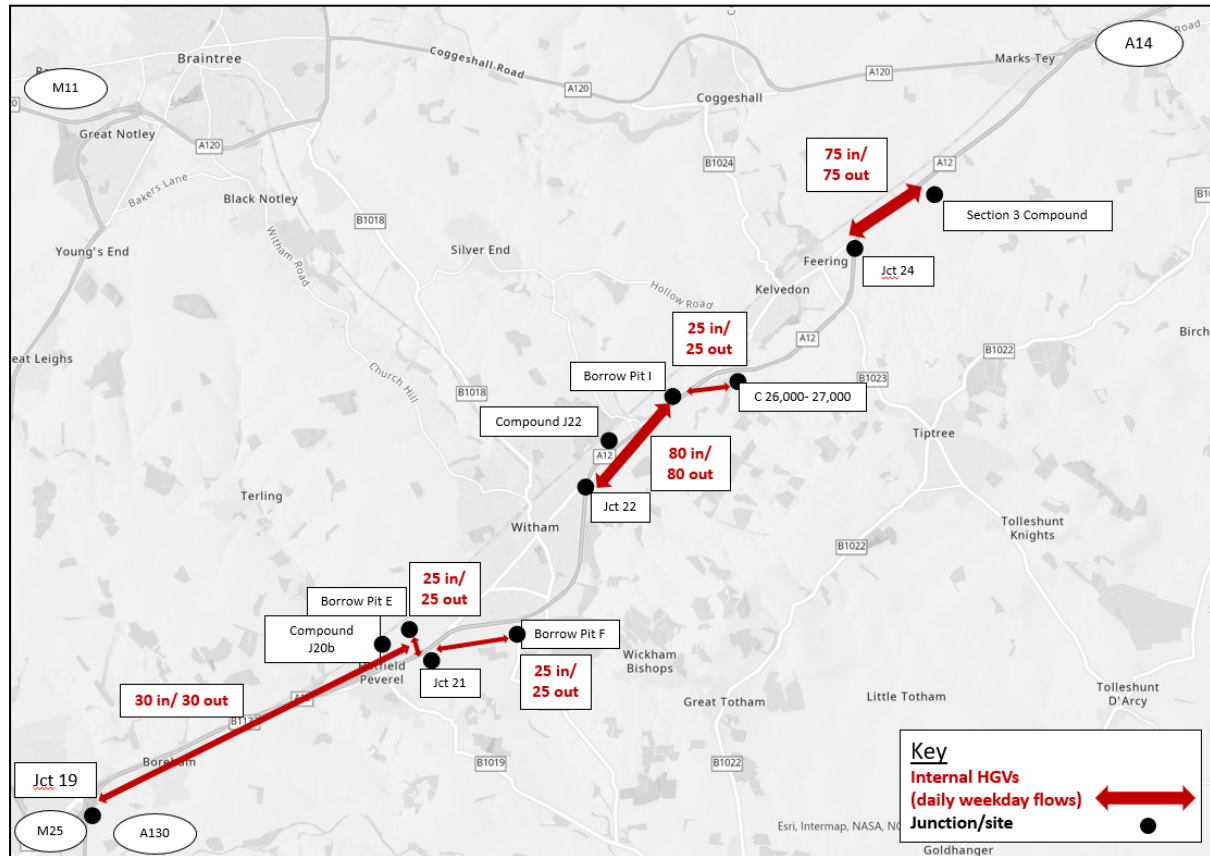 A14
Road
Marks Tey
Braintree
Coggeshall Road
M11
A120
A120
Coggeshall
Great Notley
A120
75 in/
75 out
A12
Bakers Lane
Black Notley
B1024
Section 3 Compound
B1018
Witham Road
Young's End
Silver End
Feering
Jct 24
Hollow Road
Kelvedon
25 in/
25 out
A12
B1022
Birch
eat Leighs
Borrow Pit I
B1023
C 26,000- 27,000
Church Hill
B1018
Compound J22
Tiptree
A12
80 in/
80 out
Terling
Jct 22
Witham
Tolleshunt
Knights
B1022
25 in/
25 out
Borrow Pit E
Compound
J20b
Borrow Pit F
Wickham
Bishops
Hatfield
Peverel
Jct 21
25 in/
25 out
30 in/ 30 out
Great Totham
Little Totham
Tolleshunt
D'Arcy
Boreham
B1019
B1022
Jct 19
M25
A130
Key
Internal HGVs
(daily weekday flows)
Junction/site
Esri, Intermap, NASA,
Goldhanger